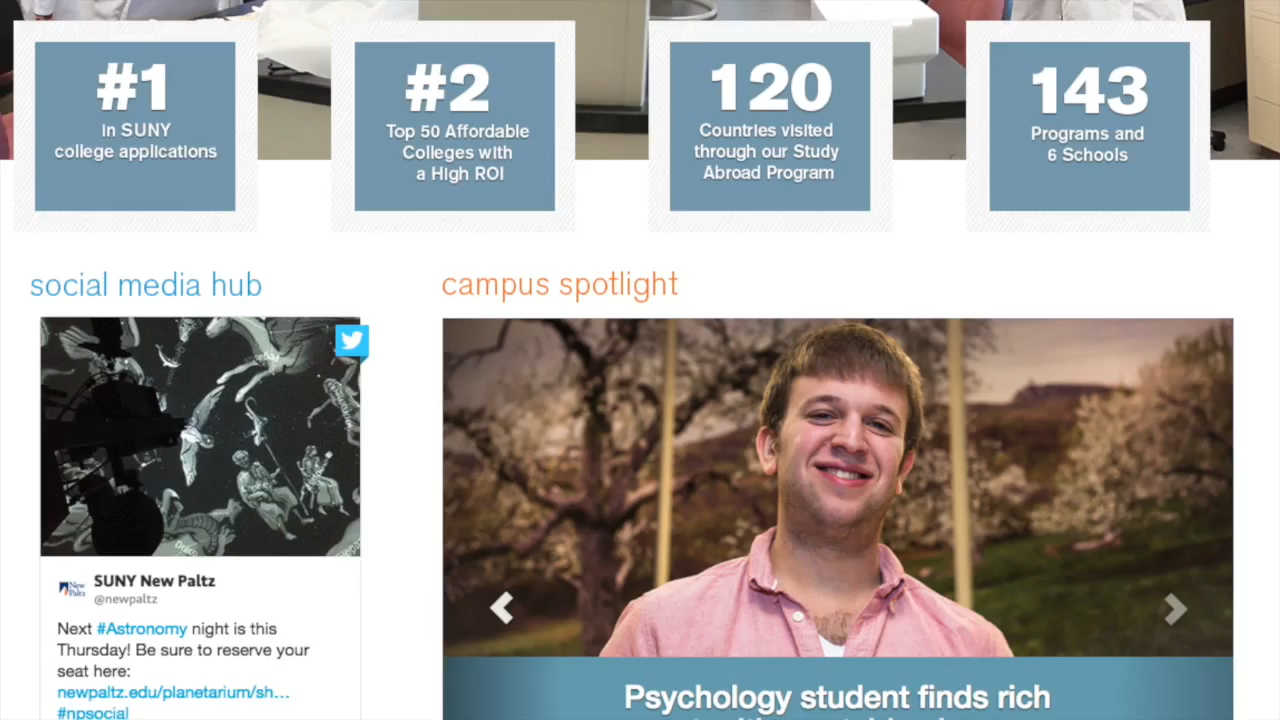 #1
in SUNY
college applications
#2
Top 50 Affordable
Colleges with
a High ROI
120
Countries visited
through our Study
Abroad Program
143
Programs and
6 Schools
social media hub
campus spotlight
New
Paltz
SUNY New Paltz
@newpaltz
Next #Astronomy night is this
Thursday! Be sure to reserve your
seat here:
newpaltz.edu/planetarium/sh...
#npsocial
Psychology student finds rich